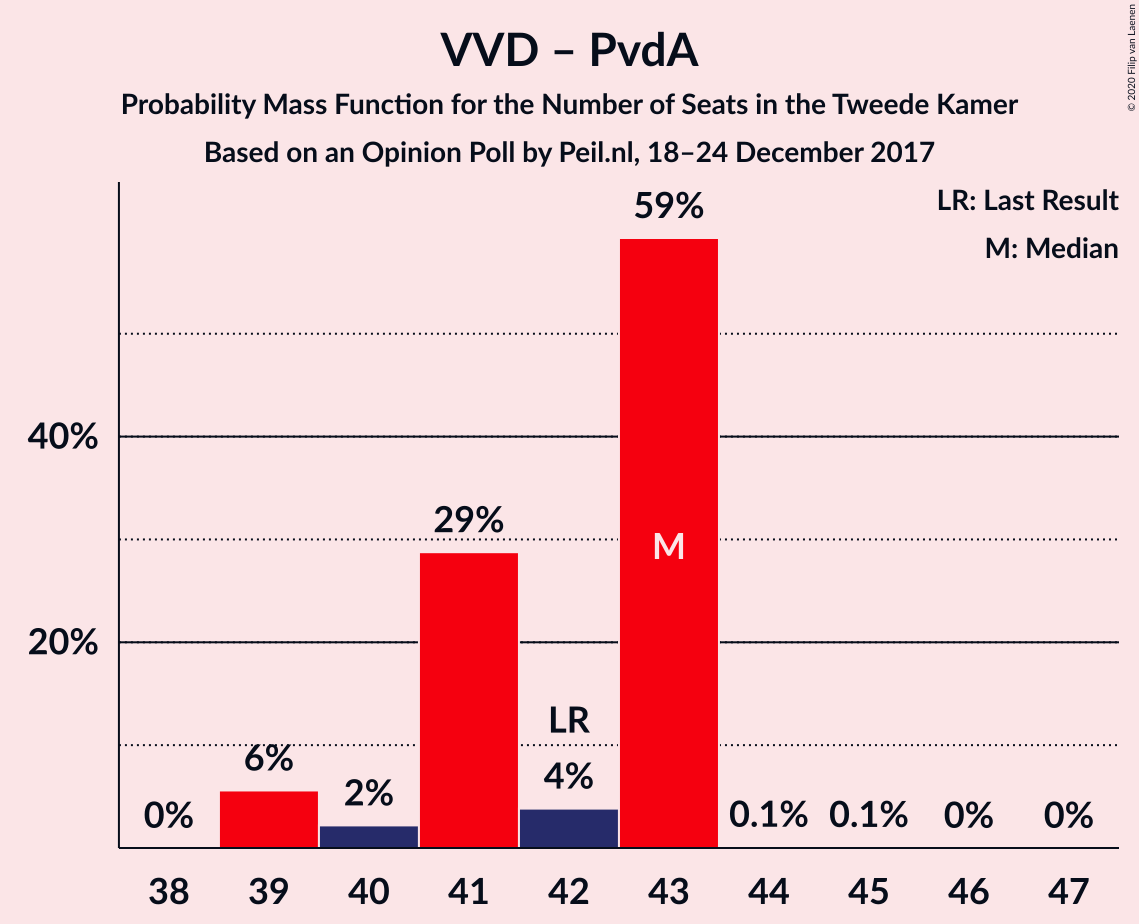 VVD – PvdA
Probability Mass Function for the Number of Seats in the Tweede Kamer
Based on an Opinion Poll by Peil.nl, 18–24 December 2017
© 2020 Filip van Laenen
LR: Last Result
M: Median
59%
40%
29%
M
20%
LR
6%
4%
2%
0%
0.1%
0.1%
0%
0%
38 39 40 41 42 43 44 45 46 47